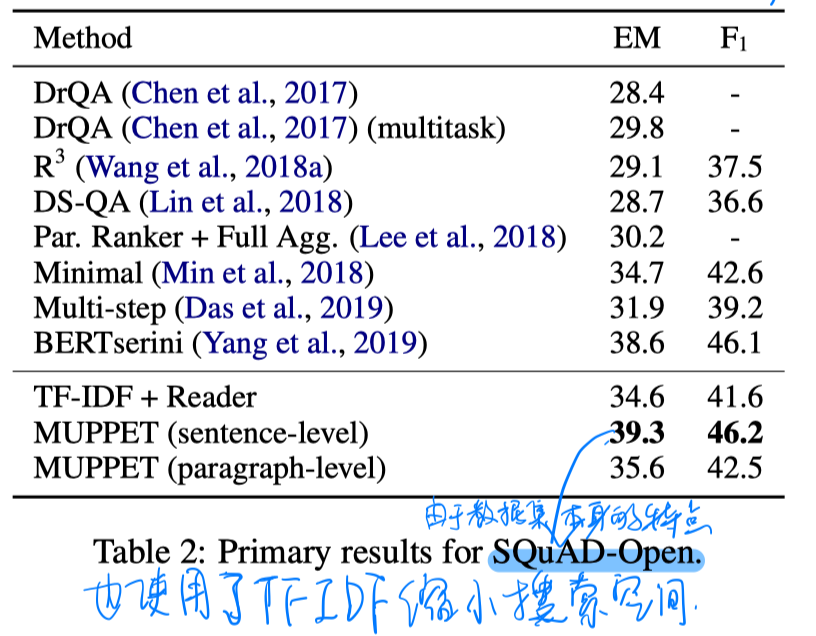 Method EM F1
DrQA (Chen et al., 2017) 28.4 -
DrQA (Chen et al., 2017) (multitask) 29.8 -
R3 (Wang et al., 2018a) 29.1 37.5
DS-QA (Lin et al., 2018) 28.7 36.6
Par. Ranker + Full Agg. (Lee et al., 2018) 30.2 -
Minimal (Min et al., 2018) 34.7 42.6
Multi-step (Das et al., 2019) 31.9 39.2
BERTserini (Yang et al., 2019) 38.6 46.1
TF-IDF + Reader 34.6 41.6
MUPPET (sentence-level) 39.3 46.2
MUPPET (paragraph-level) 35.6 42.5
由于数据集本身的特点
Table 2: Primary results for SQuAD-Open.
也使用了TFIDF缩小搜索空间.